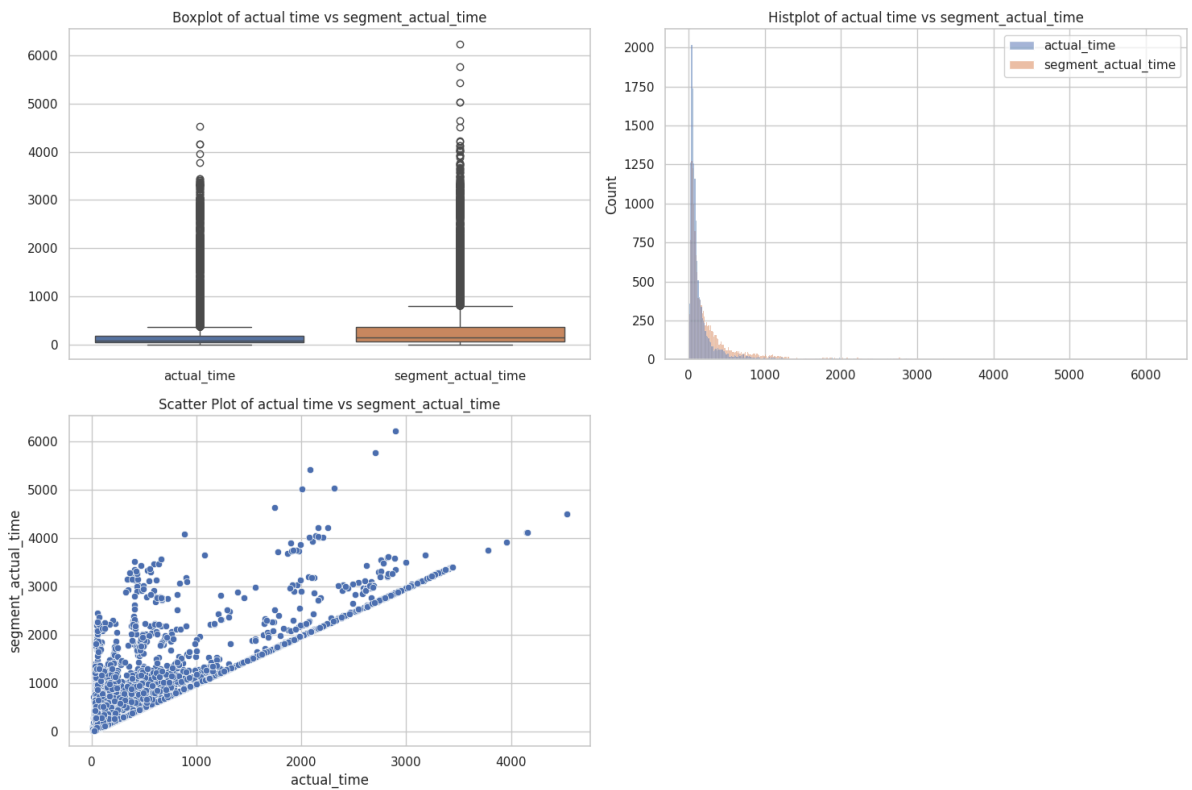 Boxplot of actual time vs segment_actual_time
6000
5000
4000
3000
2000
1000
0
actual_time
segment_actual_time
Histplot of actual time vs segment_actual_time
actual_time
segment_actual_time
Count
2000
1750
1500
1250
1000
750
500
250
0
0 1000 2000 3000 4000 5000 6000
Scatter Plot of actual time vs segment_actual_time
segment_actual_time
6000
5000
4000
3000
2000
1000
0
0 1000 2000 3000 4000
actual_time